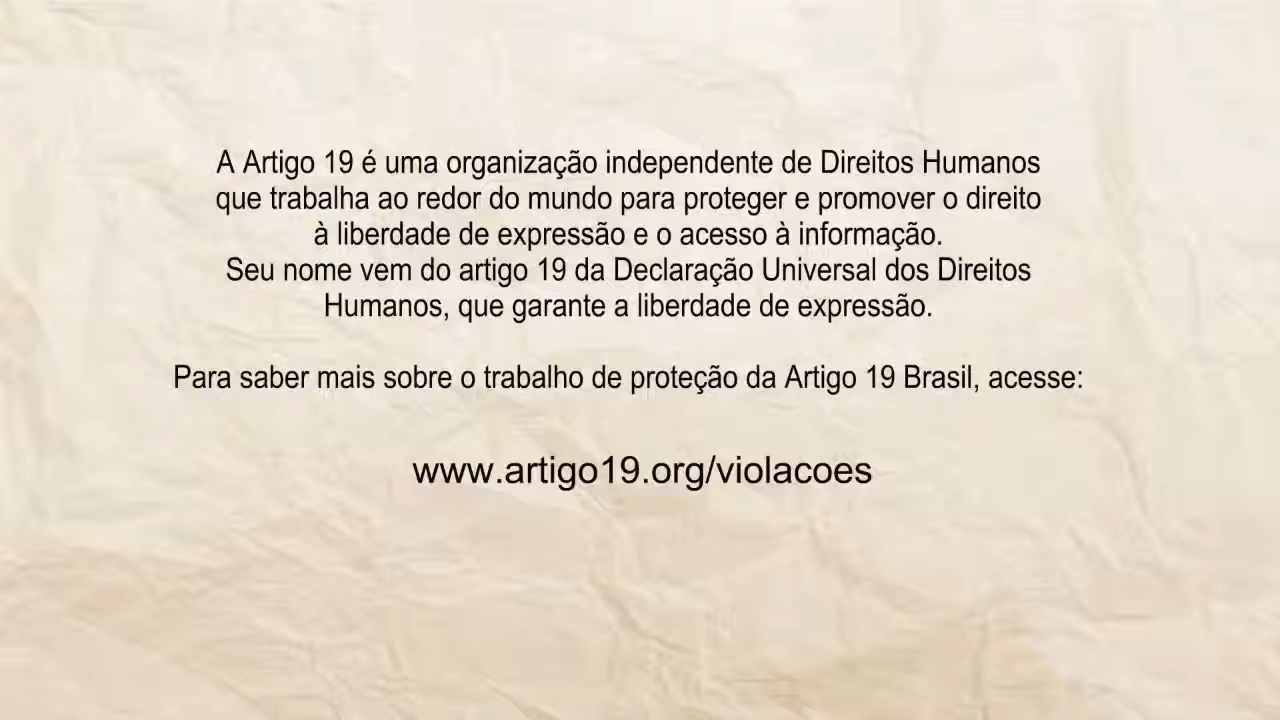 A Artigo 19 é uma organização independente de Direitos Humanos
que trabalha ao redor do mundo para proteger e promover o direito
à liberdade de expressão e o acesso à informação.
Seu nome vem do artigo 19 da Declaração Universal dos Direitos
Humanos, que garante a liberdade de expressão.
Para saber mais sobre o trabalho de proteção da Artigo 19 Brasil, acesse:
www.artigo19.org/violacoes